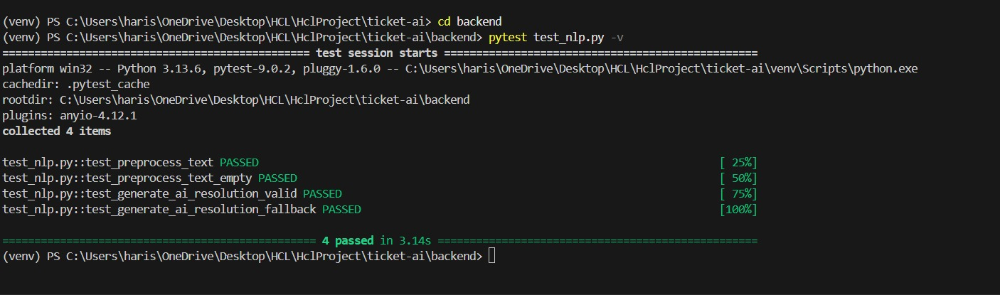 (venv) PS C:\Users\haris\OneDrive\Desktop\HCL\HclProject\ticket-ai> cd backend
(venv) PS C:\Users\haris\OneDrive\Desktop\HCL\HclProject\ticket-ai\backend> pytest test_nlp.py -v
================================================ test session starts =================================================
platform win32 -- Python 3.13.6, pytest-9.0.2, pluggy-1.6.0 -- C:\Users\haris\OneDrive\Desktop\HCL\HclProject\ticket-ai\venv\Scripts\python.exe
cachedir: .pytest_cache
rootdir: C:\Users\haris\OneDrive\Desktop\HCL\HclProject\ticket-ai\backend
plugins: anyio-4.12.1
collected 4 items
test_nlp.py::test_preprocess_text PASSED [ 25%]
test_nlp.py::test_preprocess_text_empty PASSED [ 50%]
test_nlp.py::test_generate_ai_resolution_valid PASSED [ 75%]
test_nlp.py::test_generate_ai_resolution_fallback PASSED [100%]
================================================= 4 passed in 3.14s ==================================================
(venv) PS C:\Users\haris\OneDrive\Desktop\HCL\HclProject\ticket-ai\backend>